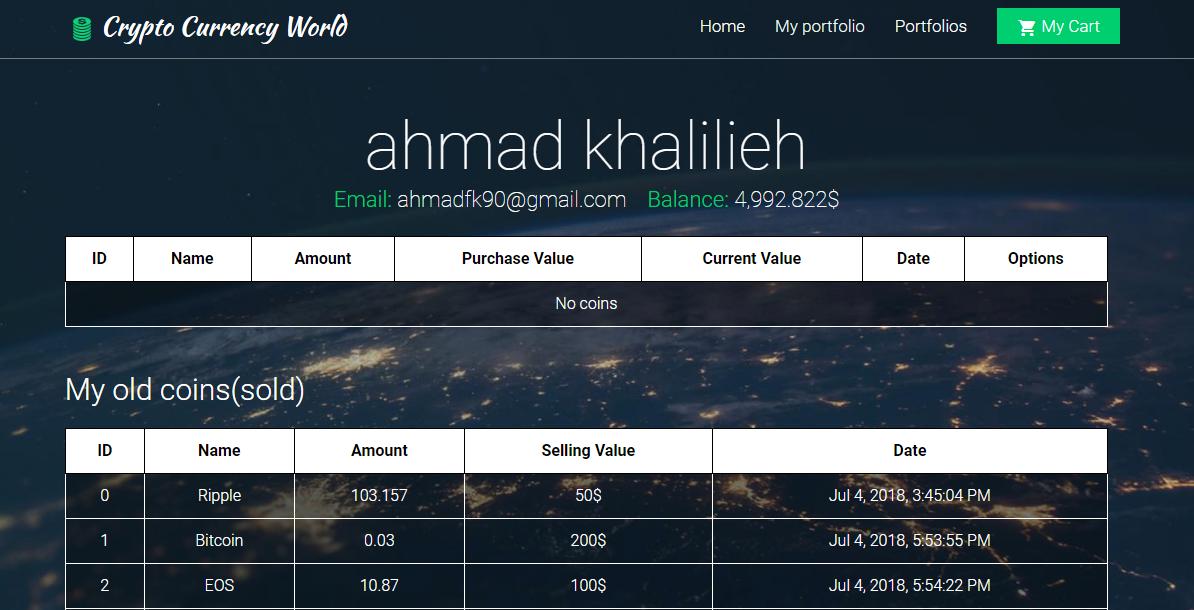 Crypto Currency World Home My portfolio Portfolios My Cart
ahmad khalilieh
Email: ahmadfk90@gmail.com Balance: 4,992.822$
ID Name Amount Purchase Value Current Value Date Options
No coins
My old coins(sold)
ID Name Amount Selling Value Date
0 Ripple 103.157 50$ Jul 4, 2018, 3:45:04 PM
1 Bitcoin 0.03 200$ Jul 4, 2018, 5:53:55 PM
2 EOS 10.87 100$ Jul 4, 2018, 5:54:22 PM